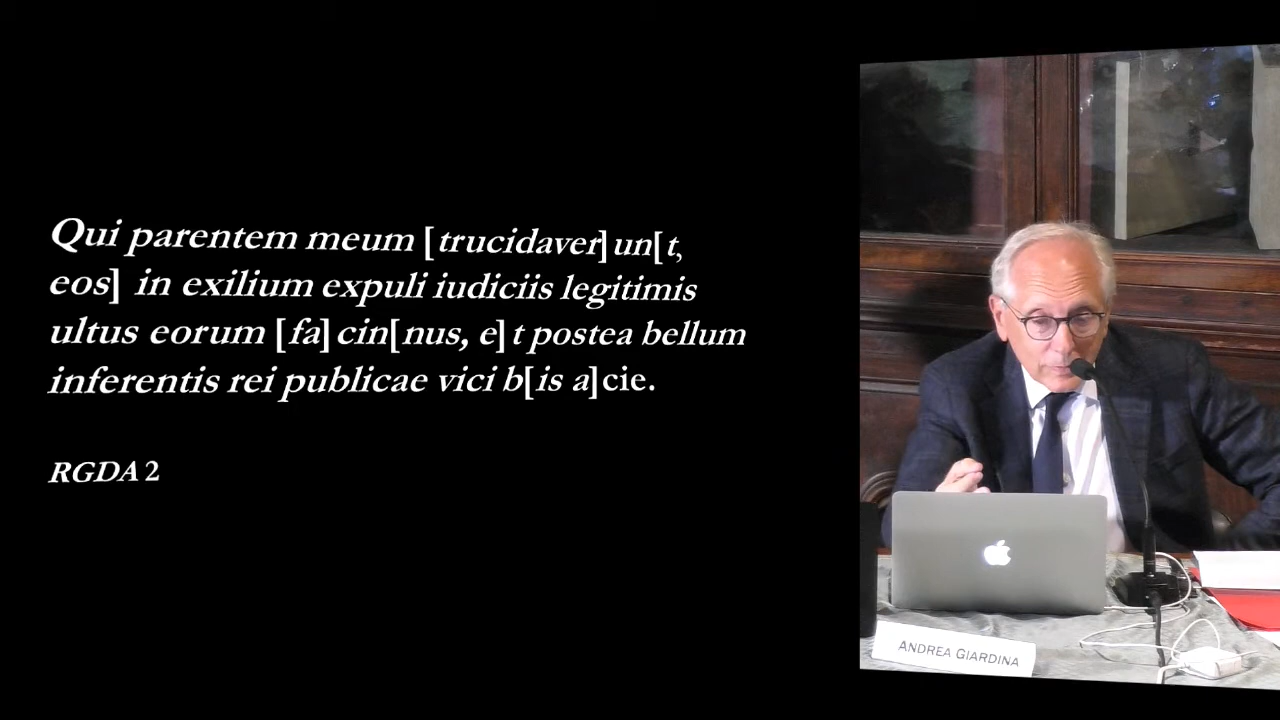 Qui parentem meum [trucidaver]un[t,
eos] in exilium expuli iudiciis legitimis
ultus eorum [fa]cin[nus, e]t postea bellum
inferentis rei publicae vici b[is a]cie.
RGDA 2
ANDREA GIARDINA